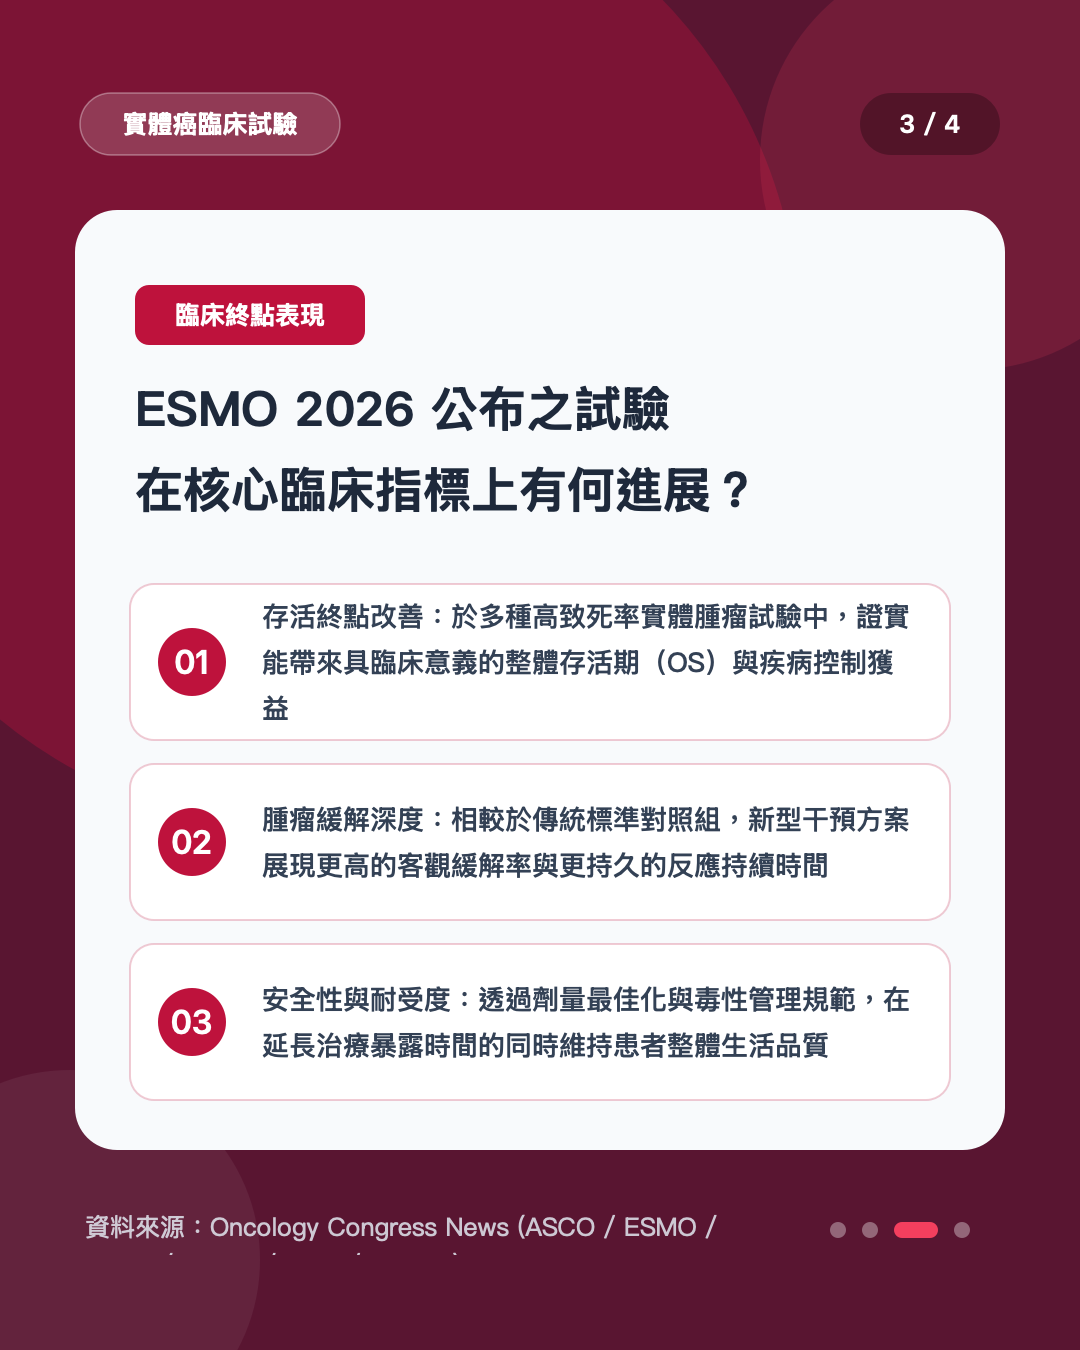 實體癌臨床試驗
3 / 4
臨床終點表現
ESMO 2026 公布之試驗
在核心臨床指標上有何進展？
01
存活終點改善：於多種高致死率實體腫瘤試驗中，證實
能帶來具臨床意義的整體存活期（OS）與疾病控制獲
益
02
腫瘤緩解深度：相較於傳統標準對照組，新型干預方案
展現更高的客觀緩解率與更持久的反應持續時間
03
安全性與耐受度：透過劑量最佳化與毒性管理規範，在
延長治療暴露時間的同時維持患者整體生活品質
資料來源：Oncology Congress News (ASCO / ESMO /